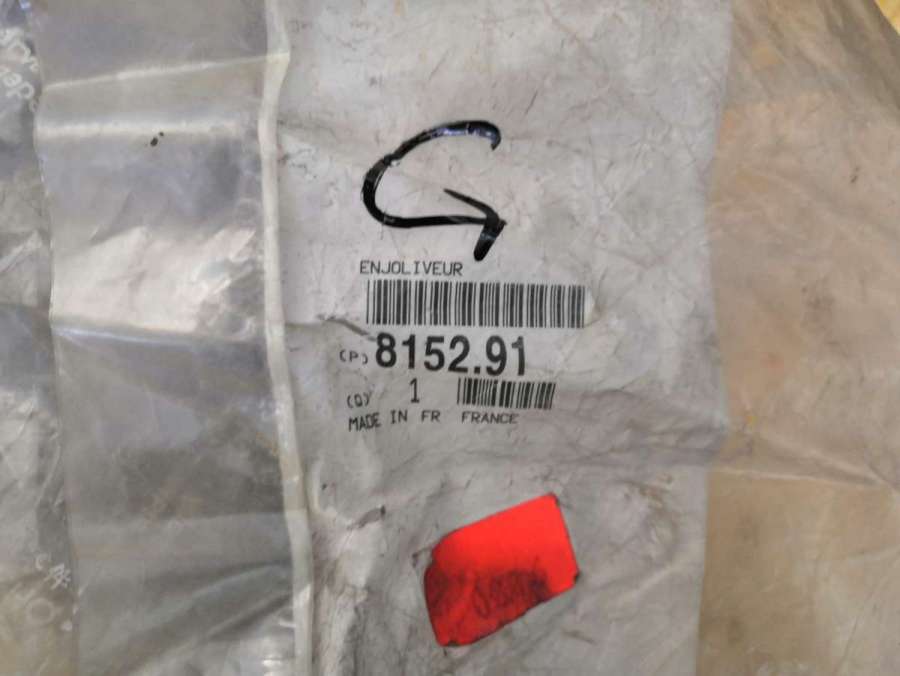 G
ENJOLIVEUR
(P) 8152.91
(Q) 1
MADE IN FR FRANCE